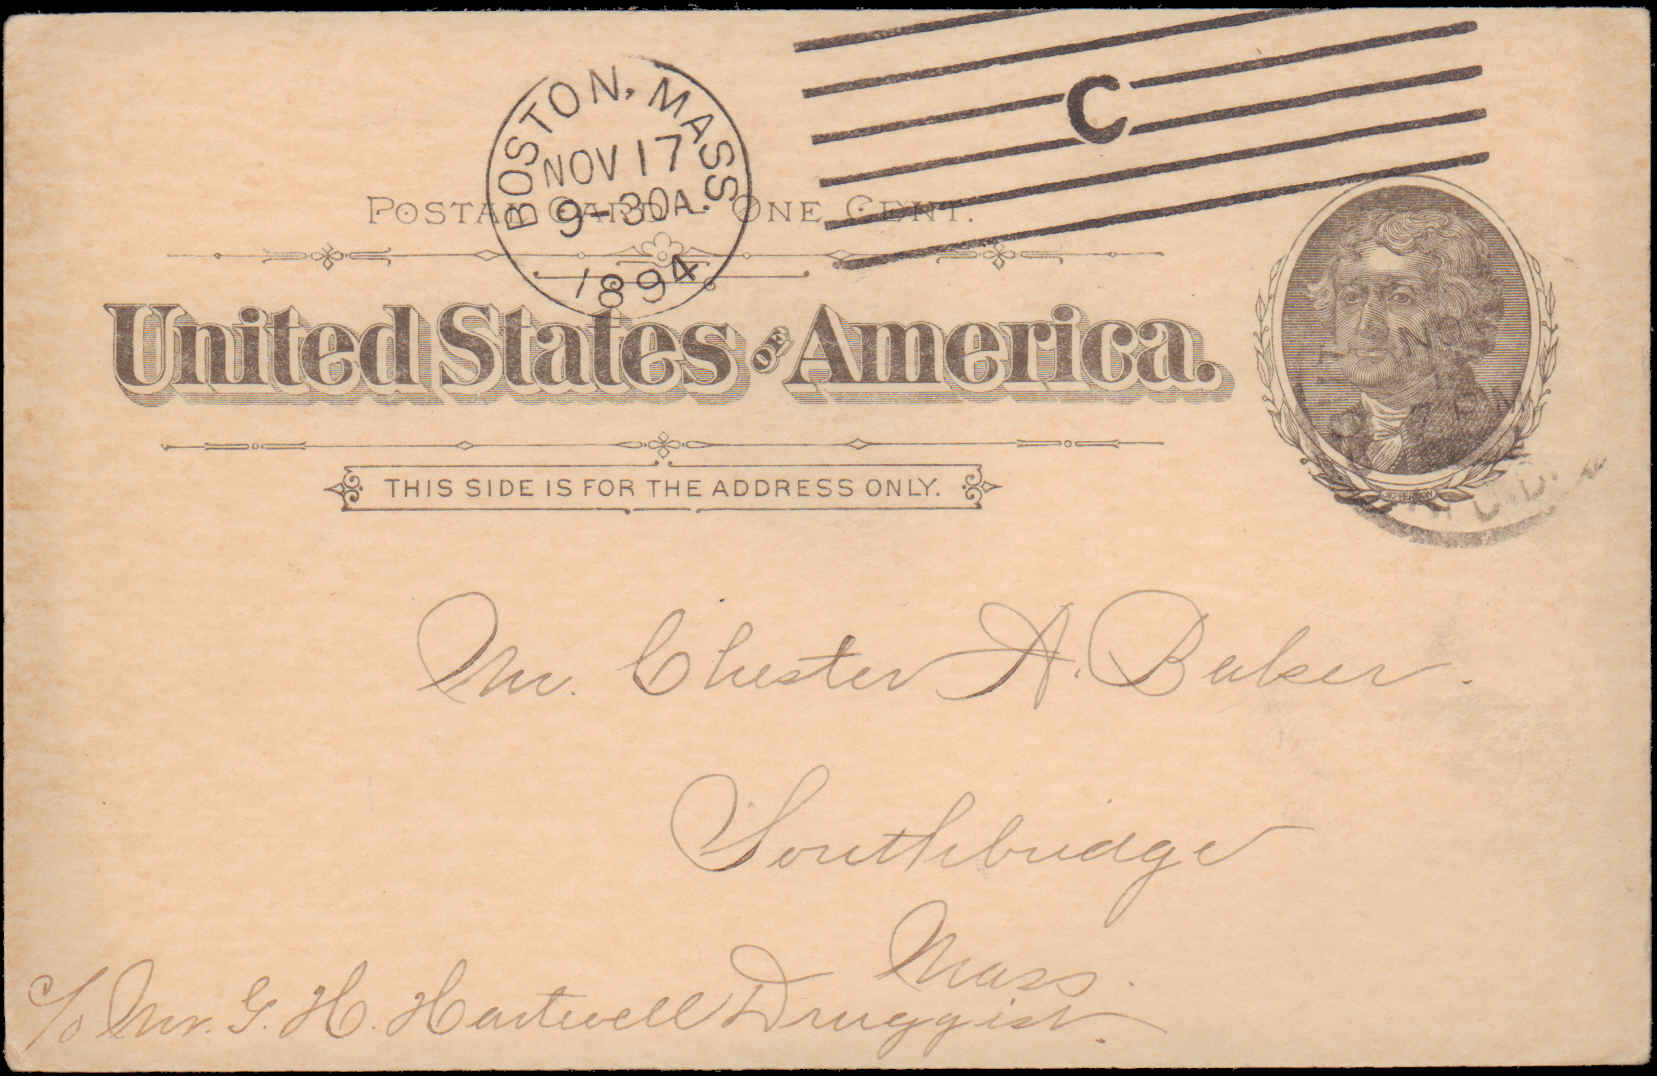 BOSTON, MASS.
NOV 17
9-30A.
1894
C
POSTAL CARD - ONE CENT.
United States OF America.
JEFFERSON
THIS SIDE IS FOR THE ADDRESS ONLY.
Mr. Chester A. Baker.
Southbridge
Mass.
c/o Mr. G. H. Hartwell Druggist.